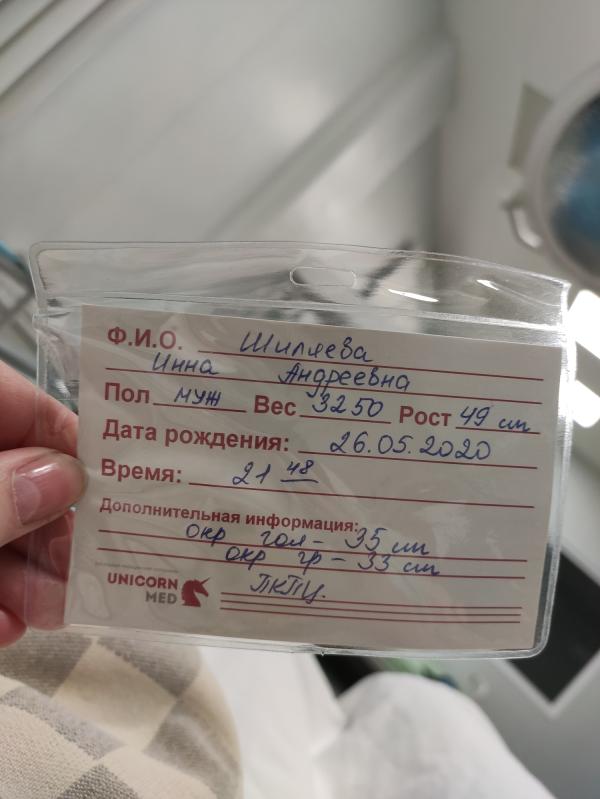 Ф.И.О. Шиляева
Инна Андреевна
Пол муж Вес 3250 Рост 49 см
Дата рождения: 26.05.2020
Время: 21 48
Дополнительная информация:
окр гол - 35 см
окр гр - 33 см
UNICORN
MED
ПКПЦ.